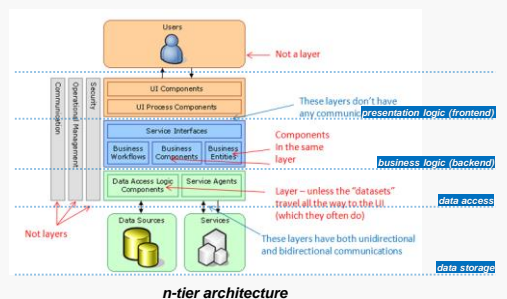 Users
Not a layer
UI Components
UI Process Components
These layers don't have
any communic
presentation logic (frontend)
Communication
Operational Management
Security
Service Interfaces
Business Workflows
Business Components
Business Entities
Components
In the same
layer
business logic (backend)
Data Access Logic Components
Service Agents
Layer – unless the "datasets"
travel all the way to the UI
(which they often do)
data access
Not layers
Data Sources
Services
These layers have both unidirectional
and bidirectional communications
data storage
n-tier architecture